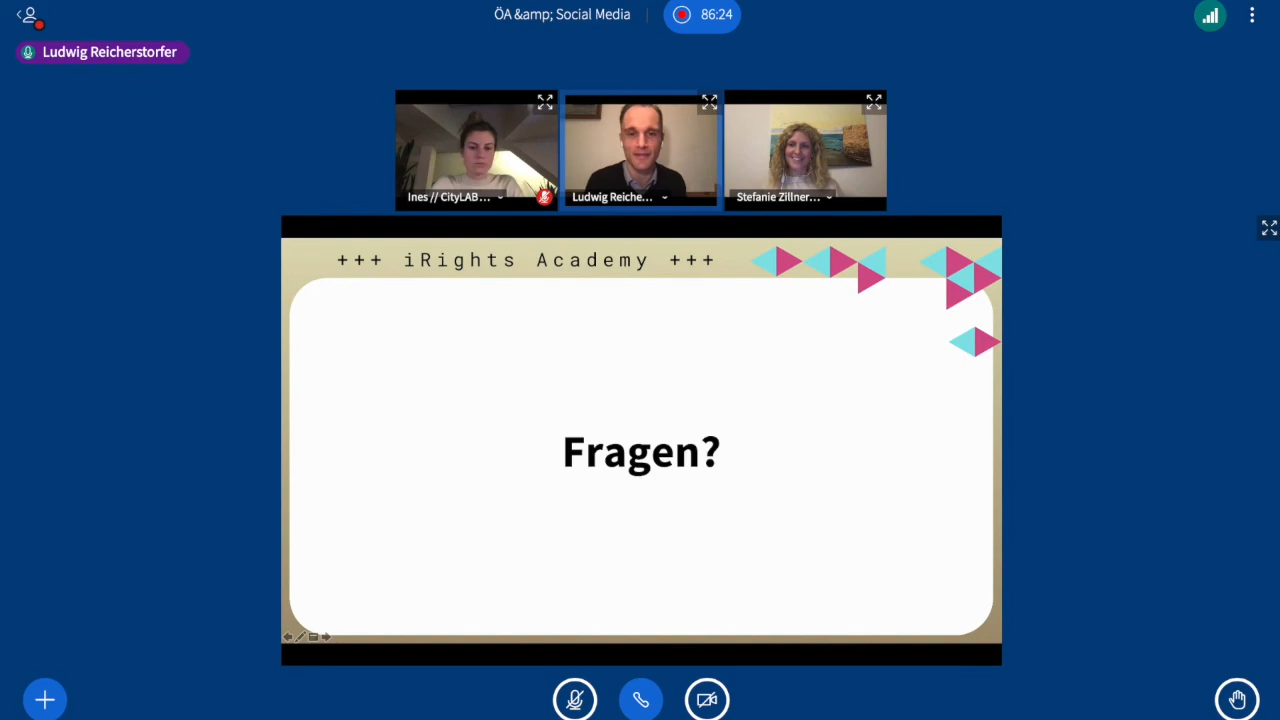 ÖA &amp; Social Media
86:24
Ludwig Reicherstorfer
Ines // CityLAB...
Ludwig Reiche...
Stefanie Zillner...
+++ iRights Academy +++
Fragen?